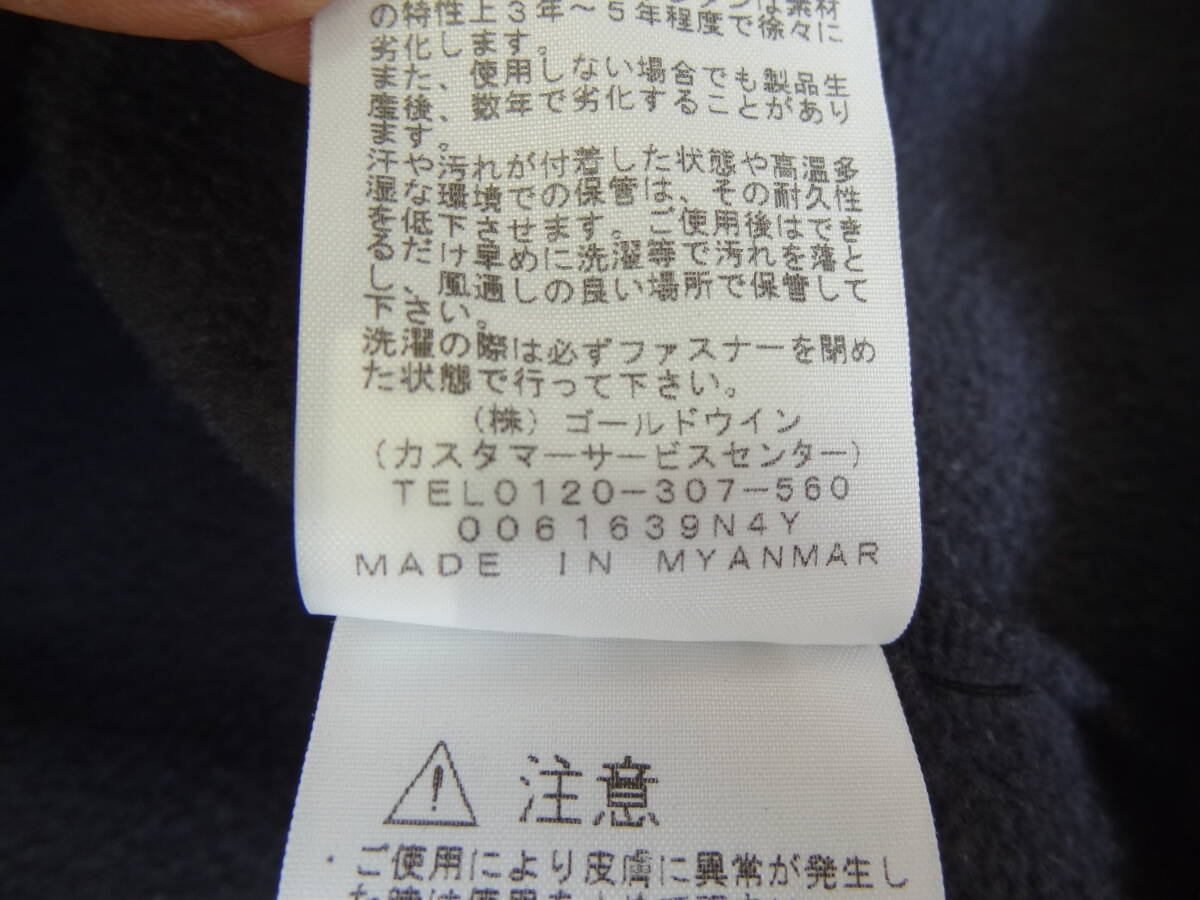 の特性上3年～5年程度で徐々に
劣化します。
また、使用しない場合でも製品生
産後、数年で劣化することがあり
ます。
汗や汚れが付着した状態や高温多
湿な環境での保管は、その耐久性
を低下させます。ご使用後はでき
るだけ早めに洗濯等で汚れを落と
し、風通しの良い場所で保管して
下さい。
洗濯の際は必ずファスナーを閉め
た状態で行って下さい。
（株）ゴールドウイン
（カスタマーサービスセンター）
TEL0120-307-560
0061639N4Y
MADE IN MYANMAR
注意
・ご使用により皮膚に異常が発生し